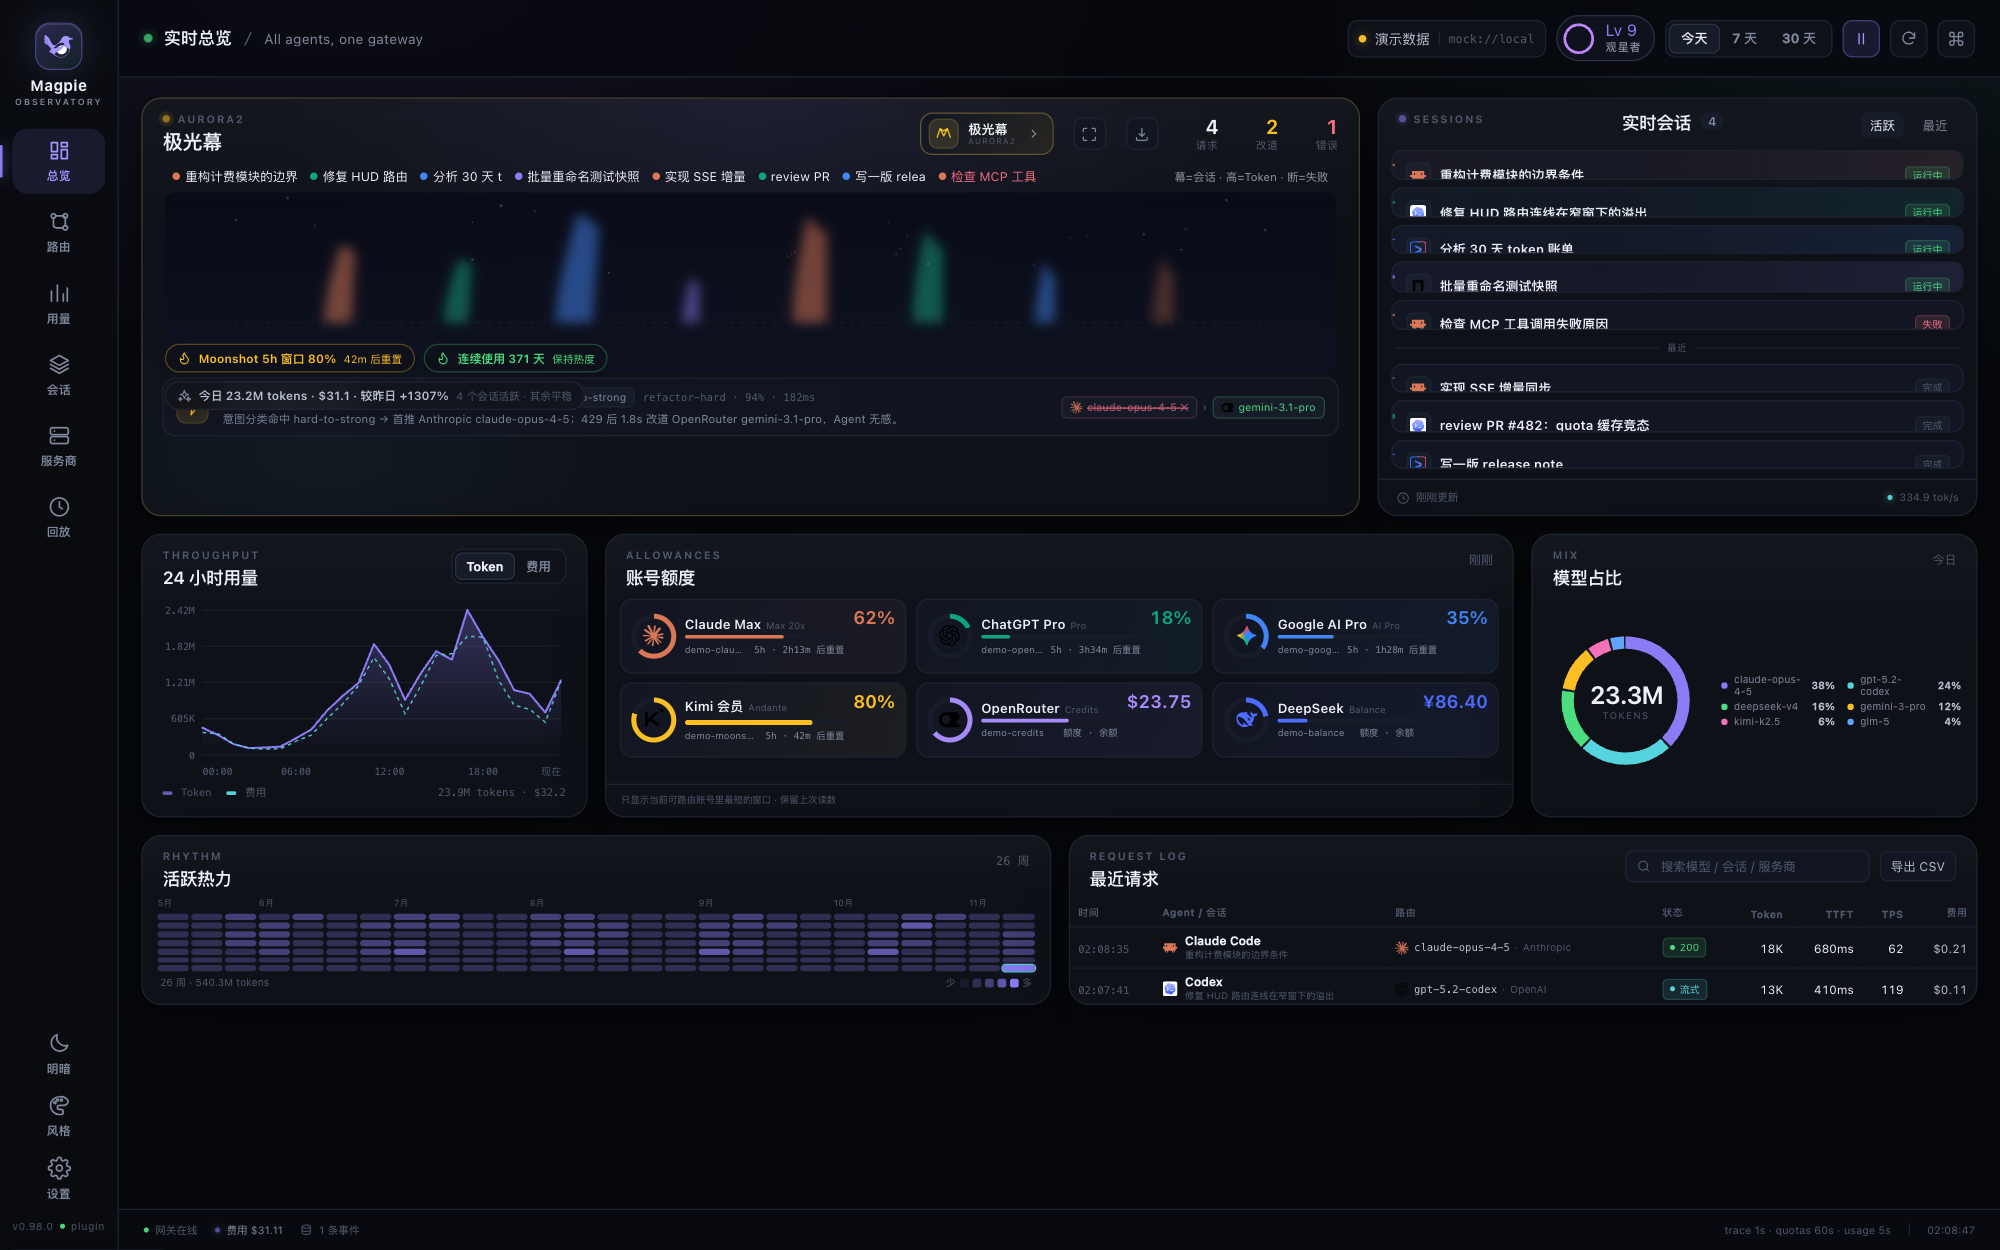 Magpie
OBSERVATORY
总览
路由
用量
会话
服务商
回放
明暗
风格
设置
v0.98.0 plugin
实时总览 / All agents, one gateway
演示数据 mock://local
Lv 9
观星者
今天 7 天 30 天
AURORA2
极光幕
极光幕
AURORA2
4 请求
2 改道
1 错误
重构计费模块的边界 修复 HUD 路由 分析 30 天 t 批量重命名测试快照 实现 SSE 增量 review PR 写一版 relea 检查 MCP 工具
幕=会话 · 高=Token · 断=失败
Moonshot 5h 窗口 80% 42m 后重置
连续使用 371 天 保持热度
今日 23.2M tokens · $31.1 · 较昨日 +1307% 4 个会话活跃 · 其余平稳
-strong refactor-hard · 94% · 182ms
意图分类命中 hard-to-strong → 首推 Anthropic claude-opus-4-5；429 后 1.8s 改道 OpenRouter gemini-3.1-pro，Agent 无感。
claude-opus-4-5 ✕ › gemini-3.1-pro
SESSIONS
实时会话 4
活跃 最近
重构计费模块的边界条件 运行中
修复 HUD 路由连线在窄窗下的溢出 运行中
分析 30 天 token 账单 运行中
批量重命名测试快照 运行中
检查 MCP 工具调用失败原因 失败
最近
实现 SSE 增量同步 完成
review PR #482：quota 缓存竞态 完成
写一版 release note 完成
刚刚更新
334.9 tok/s
THROUGHPUT
24 小时用量
Token 费用
2.42M
1.82M
1.21M
605K
0
00:00 06:00 12:00 18:00 现在
Token 费用
23.9M tokens · $32.2
ALLOWANCES
账号额度
刚刚
Claude Max Max 20x 62%
demo-clau… 5h · 2h13m 后重置
ChatGPT Pro Pro 18%
demo-open… 5h · 3h34m 后重置
Google AI Pro AI Pro 35%
demo-goog… 5h · 1h28m 后重置
Kimi 会员 Andante 80%
demo-moons… 5h · 42m 后重置
OpenRouter Credits $23.75
demo-credits 额度 · 余额
DeepSeek Balance ¥86.40
demo-balance 额度 · 余额
只显示当前可路由账号里最短的窗口 · 保留上次读数
MIX
模型占比
今日
23.3M
TOKENS
claude-opus-4-5 38%
gpt-5.2-codex 24%
deepseek-v4 16%
gemini-3-pro 12%
kimi-k2.5 6%
glm-5 4%
RHYTHM
活跃热力
26 周
5月 6月 7月 8月 9月 10月 11月
26 周 · 540.3M tokens
少 多
REQUEST LOG
最近请求
搜索模型 / 会话 / 服务商
导出 CSV
时间 Agent / 会话 路由 状态 Token TTFT TPS 费用
02:08:35 Claude Code claude-opus-4-5 · Anthropic 200 18K 680ms 62 $0.21
重构计费模块的边界条件
02:07:41 Codex gpt-5.2-codex · OpenAI 流式 13K 410ms 119 $0.11
修复 HUD 路由连线在窄窗下的溢出
网关在线 费用 $31.11 1 条事件
trace 1s · quotas 60s · usage 5s 02:08:47